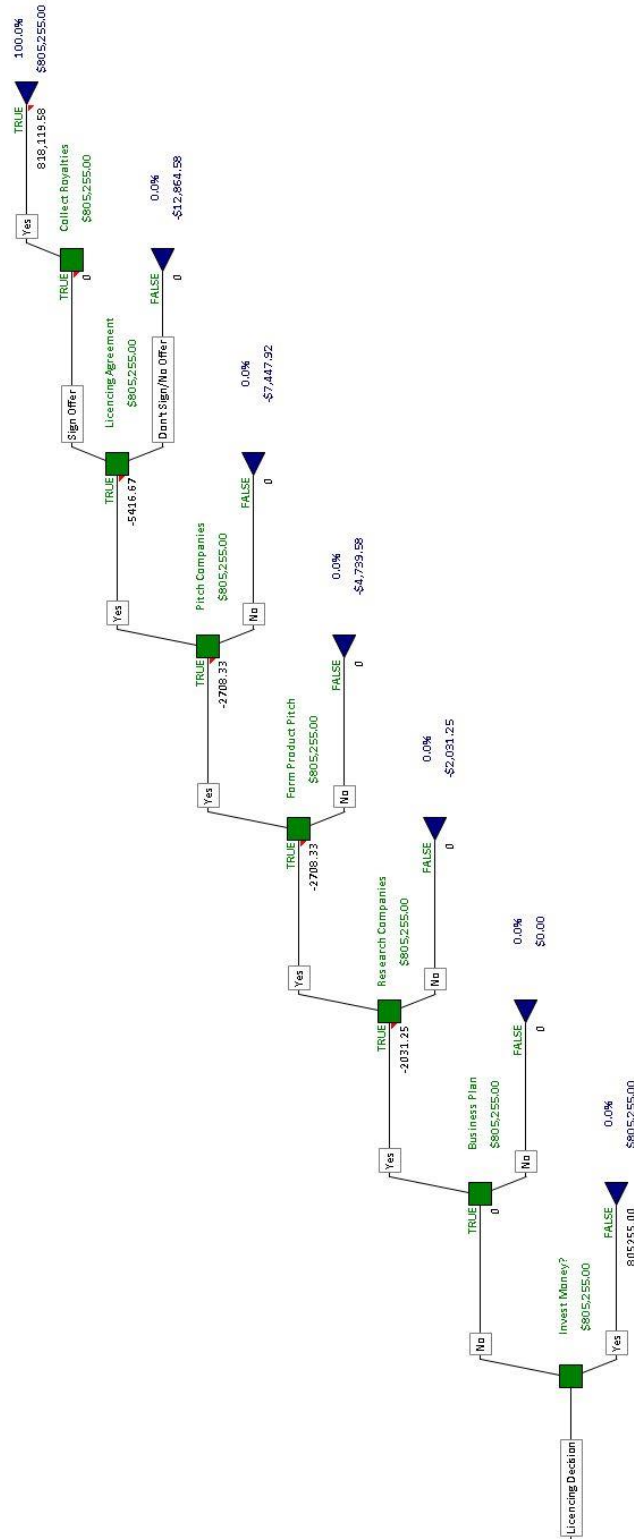 Licencing Decision
Invest Money?
$805,255.00
No
TRUE
0
Business Plan
$805,255.00
Yes
TRUE
-2031.25
Research Companies
$805,255.00
Yes
TRUE
-2708.33
Form Product Pitch
$805,255.00
Yes
TRUE
-2708.33
Pitch Companies
$805,255.00
Yes
TRUE
-5416.67
Licencing Agreement
$805,255.00
Sign Offer
TRUE
0
Collect Royalties
$805,255.00
Yes
TRUE
818,119.58
100.0%
$805,255.00
Don't Sign/No Offer
FALSE
0
0.0%
-$12,864.58
No
FALSE
0
0.0%
-$7,447.92
No
FALSE
0
0.0%
-$4,739.58
No
FALSE
0
0.0%
-$2,031.25
No
FALSE
0
0.0%
$0.00
Yes
FALSE
805255.00
0.0%
$805,255.00